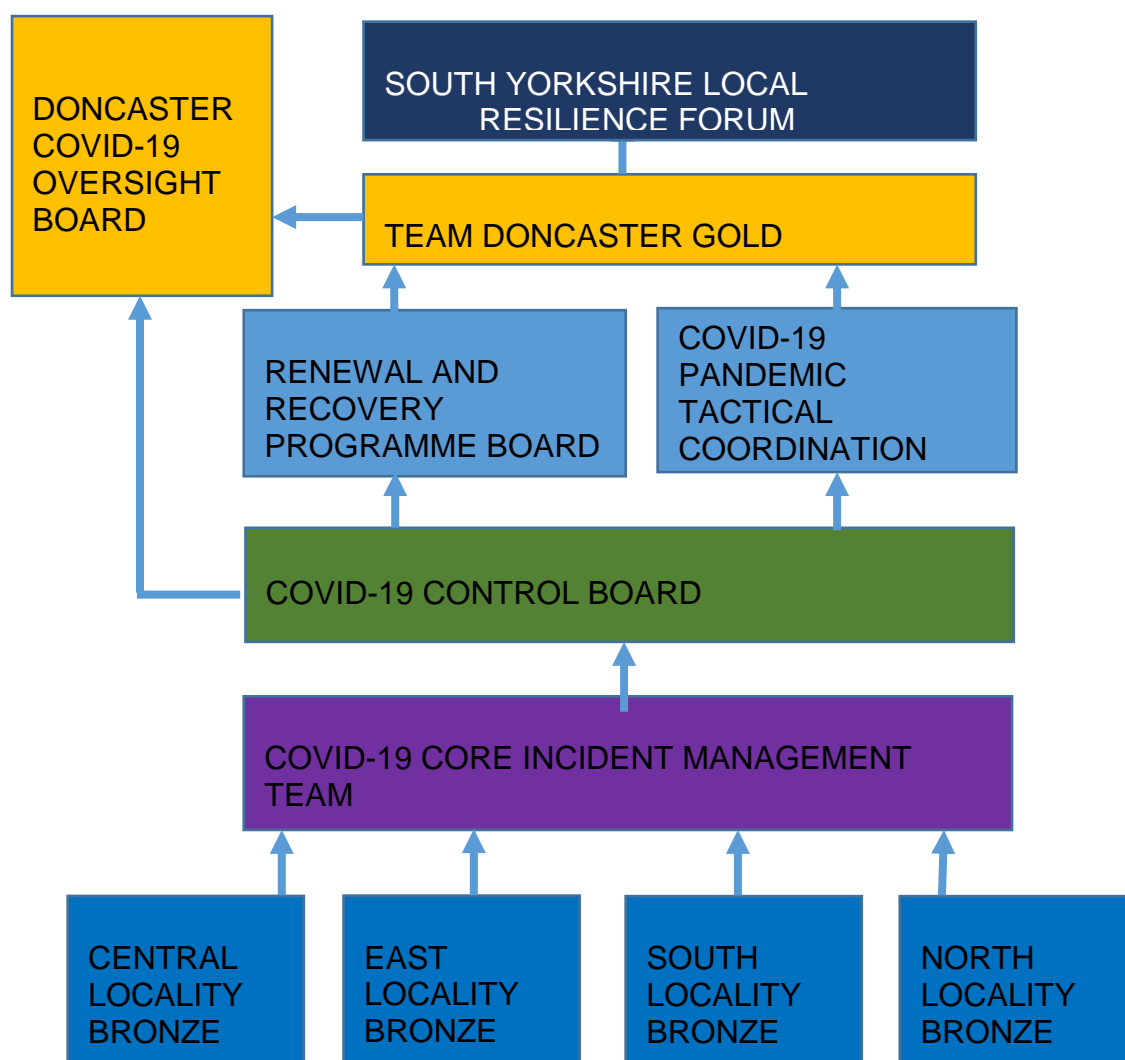 DONCASTER
COVID-19
OVERSIGHT
BOARD
SOUTH YORKSHIRE LOCAL
RESILIENCE FORUM
TEAM DONCASTER GOLD
RENEWAL AND
RECOVERY
PROGRAMME BOARD
COVID-19
PANDEMIC
TACTICAL
COORDINATION
COVID-19 CONTROL BOARD
COVID-19 CORE INCIDENT MANAGEMENT
TEAM
CENTRAL
LOCALITY
BRONZE
EAST
LOCALITY
BRONZE
SOUTH
LOCALITY
BRONZE
NORTH
LOCALITY
BRONZE